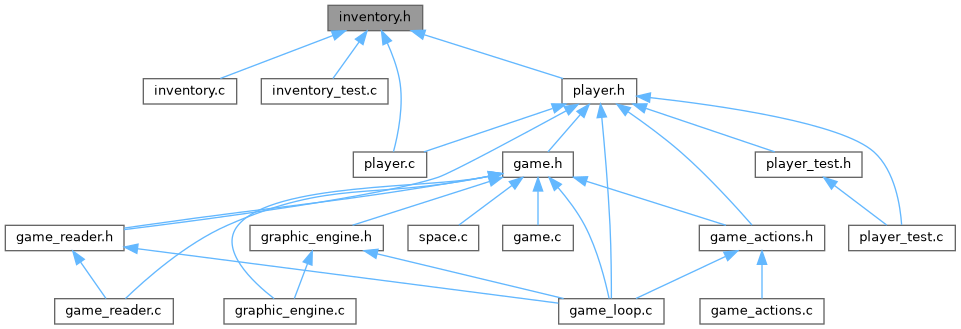 inventory.h
inventory.c
inventory_test.c
player.h
player.c
game.h
player_test.h
game_reader.h
graphic_engine.h
space.c
game.c
game_actions.h
player_test.c
game_reader.c
graphic_engine.c
game_loop.c
game_actions.c